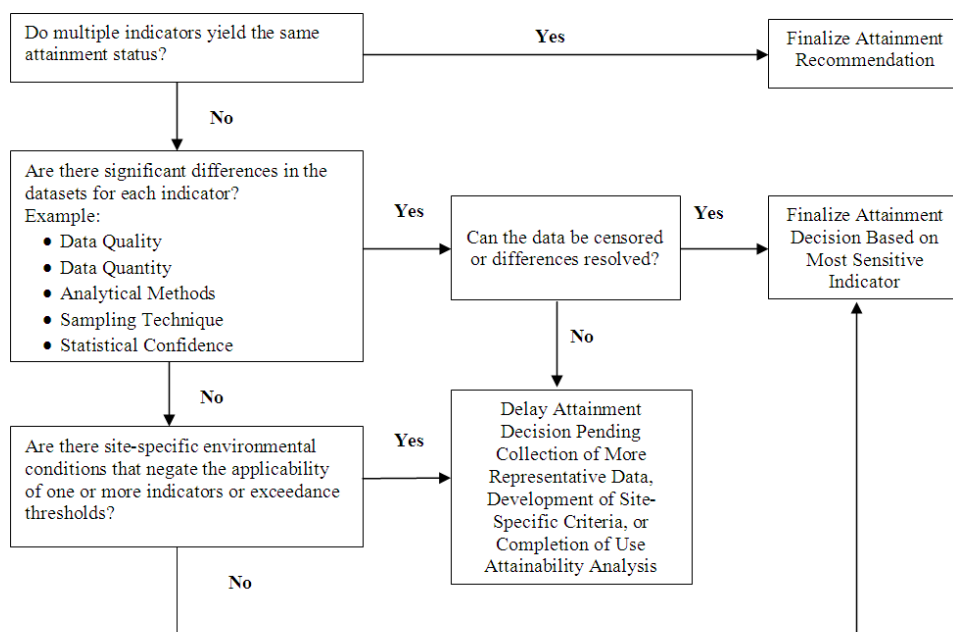 Do multiple indicators yield the same
attainment status?
Yes
Finalize Attainment
Recommendation
No
Are there significant differences in the
datasets for each indicator?
Example:
● Data Quality
● Data Quantity
● Analytical Methods
● Sampling Technique
● Statistical Confidence
Yes
Can the data be censored
or differences resolved?
Yes
Finalize Attainment
Decision Based on
Most Sensitive
Indicator
No
No
Are there site-specific environmental
conditions that negate the applicability
of one or more indicators or exceedance
thresholds?
Yes
Delay Attainment
Decision Pending
Collection of More
Representative Data,
Development of Site-
Specific Criteria, or
Completion of Use
Attainability Analysis
No